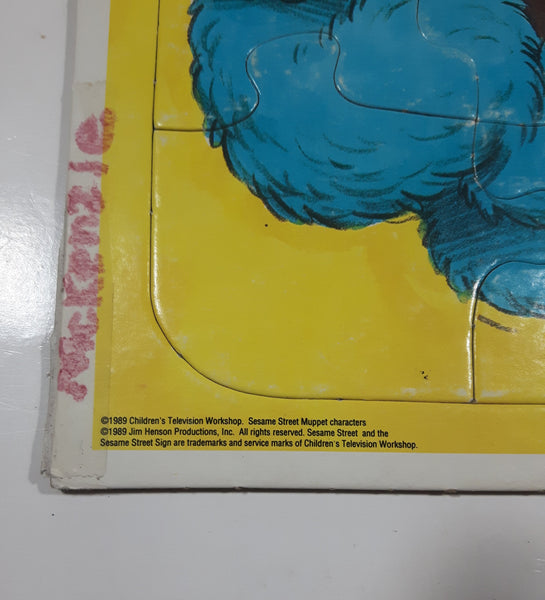 McKenzie
©1989 Children's Television Workshop. Sesame Street Muppet characters
©1989 Jim Henson Productions, Inc. All rights reserved. Sesame Street and the
Sesame Street Sign are trademarks and service marks of Children's Television Workshop.